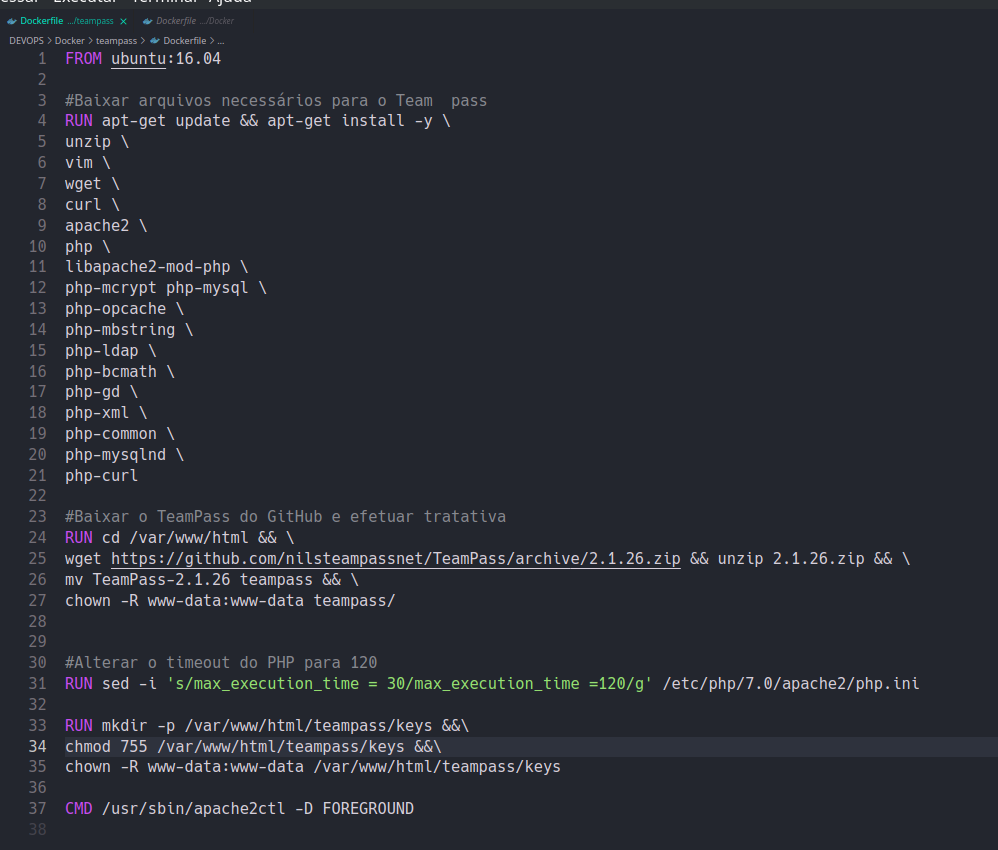 Executar Terminal Ajuda
Dockerfile .../teampass × Dockerfile .../Docker
DEVOPS > Docker > teampass > Dockerfile > ...
1 FROM ubuntu:16.04
2
3 #Baixar arquivos necessários para o Team  pass
4 RUN apt-get update && apt-get install -y \
5 unzip \
6 vim \
7 wget \
8 curl \
9 apache2 \
10 php \
11 libapache2-mod-php \
12 php-mcrypt php-mysql \
13 php-opcache \
14 php-mbstring \
15 php-ldap \
16 php-bcmath \
17 php-gd \
18 php-xml \
19 php-common \
20 php-mysqlnd \
21 php-curl
22
23 #Baixar o TeamPass do GitHub e efetuar tratativa
24 RUN cd /var/www/html && \
25 wget https://github.com/nilsteampassnet/TeamPass/archive/2.1.26.zip && unzip 2.1.26.zip && \
26 mv TeamPass-2.1.26 teampass && \
27 chown -R www-data:www-data teampass/
28
29
30 #Alterar o timeout do PHP para 120
31 RUN sed -i 's/max_execution_time = 30/max_execution_time =120/g' /etc/php/7.0/apache2/php.ini
32
33 RUN mkdir -p /var/www/html/teampass/keys &&\
34 chmod 755 /var/www/html/teampass/keys &&\
35 chown -R www-data:www-data /var/www/html/teampass/keys
36
37 CMD /usr/sbin/apache2ctl -D FOREGROUND
38